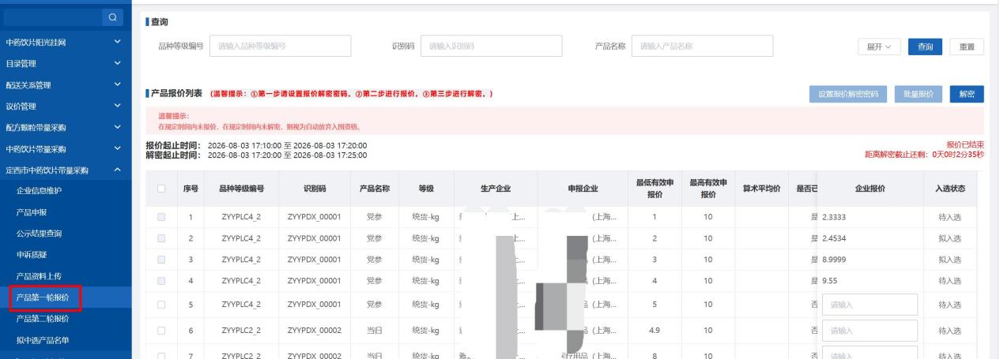 查询
品种等级编号 请输入品种等级编号 识别码 请输入识别码 产品名称 请输入产品名称 展开 查询 重置
中药饮片阳光挂网
目录管理
配送关系管理
议价管理
配方颗粒带量采购
中药饮片带量采购
定西市中药饮片带量采购
企业信息维护
产品申报
公示结果查询
申诉质疑
产品资料上传
产品第一轮报价
产品第二轮报价
拟中选产品名单
产品报价列表 (温馨提示：①第一步请设置报价解密密码。②第二步进行报价。③第三步进行解密。) 设置报价解密密码 批量报价 解密
温馨提示：
在规定时间内未报价，在规定时间内未解密，则视为自动放弃入围资格。
报价起止时间： 2026-08-03 17:10:00 至 2026-08-03 17:20:00 报价已结束
解密起止时间： 2026-08-03 17:20:00 至 2026-08-03 17:25:00 距离解密截止还剩：0天0时2分35秒
序号 品种等级编号 识别码 产品名称 等级 生产企业 申报企业 最低有效申报价 最高有效申报价 算术平均价 是否已 企业报价 入选状态
1 ZYYPLC4_2 ZYYPDX_00001 党参 统货-kg 上... (上海... 1 10 是 2.3333 待入选
2 ZYYPLC4_2 ZYYPDX_00001 党参 统货-kg (上海... 2 10 是 2.4534 拟入选
3 ZYYPLC4_2 ZYYPDX_00001 党参 统货-kg (上海... 3 10 是 8.9999 拟入选
4 ZYYPLC4_2 ZYYPDX_00001 党参 统货-kg (上海... 4 10 是 9.55 待入选
5 ZYYPLC4_2 ZYYPDX_00001 党参 统货-kg 品 (上海... 5 10 否 请输入 待入选
6 ZYYPLC2_2 ZYYPDX_00002 当归 统货-kg 品 (上海... 4.9 10 否 请输入 待入选
7 ZYYPLC2_2 ZYYPDX_00002 当归 统货-kg 疗用品 (上海... 8 10 否 请输入 待入选